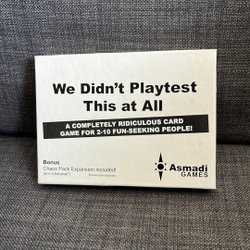 We Didn't Playtest
This at All
A COMPLETELY RIDICULOUS CARD
GAME FOR 2-10 FUN-SEEKING PEOPLE!
Bonus
Chaos Pack Expansion included!
Asmadi
GAMES